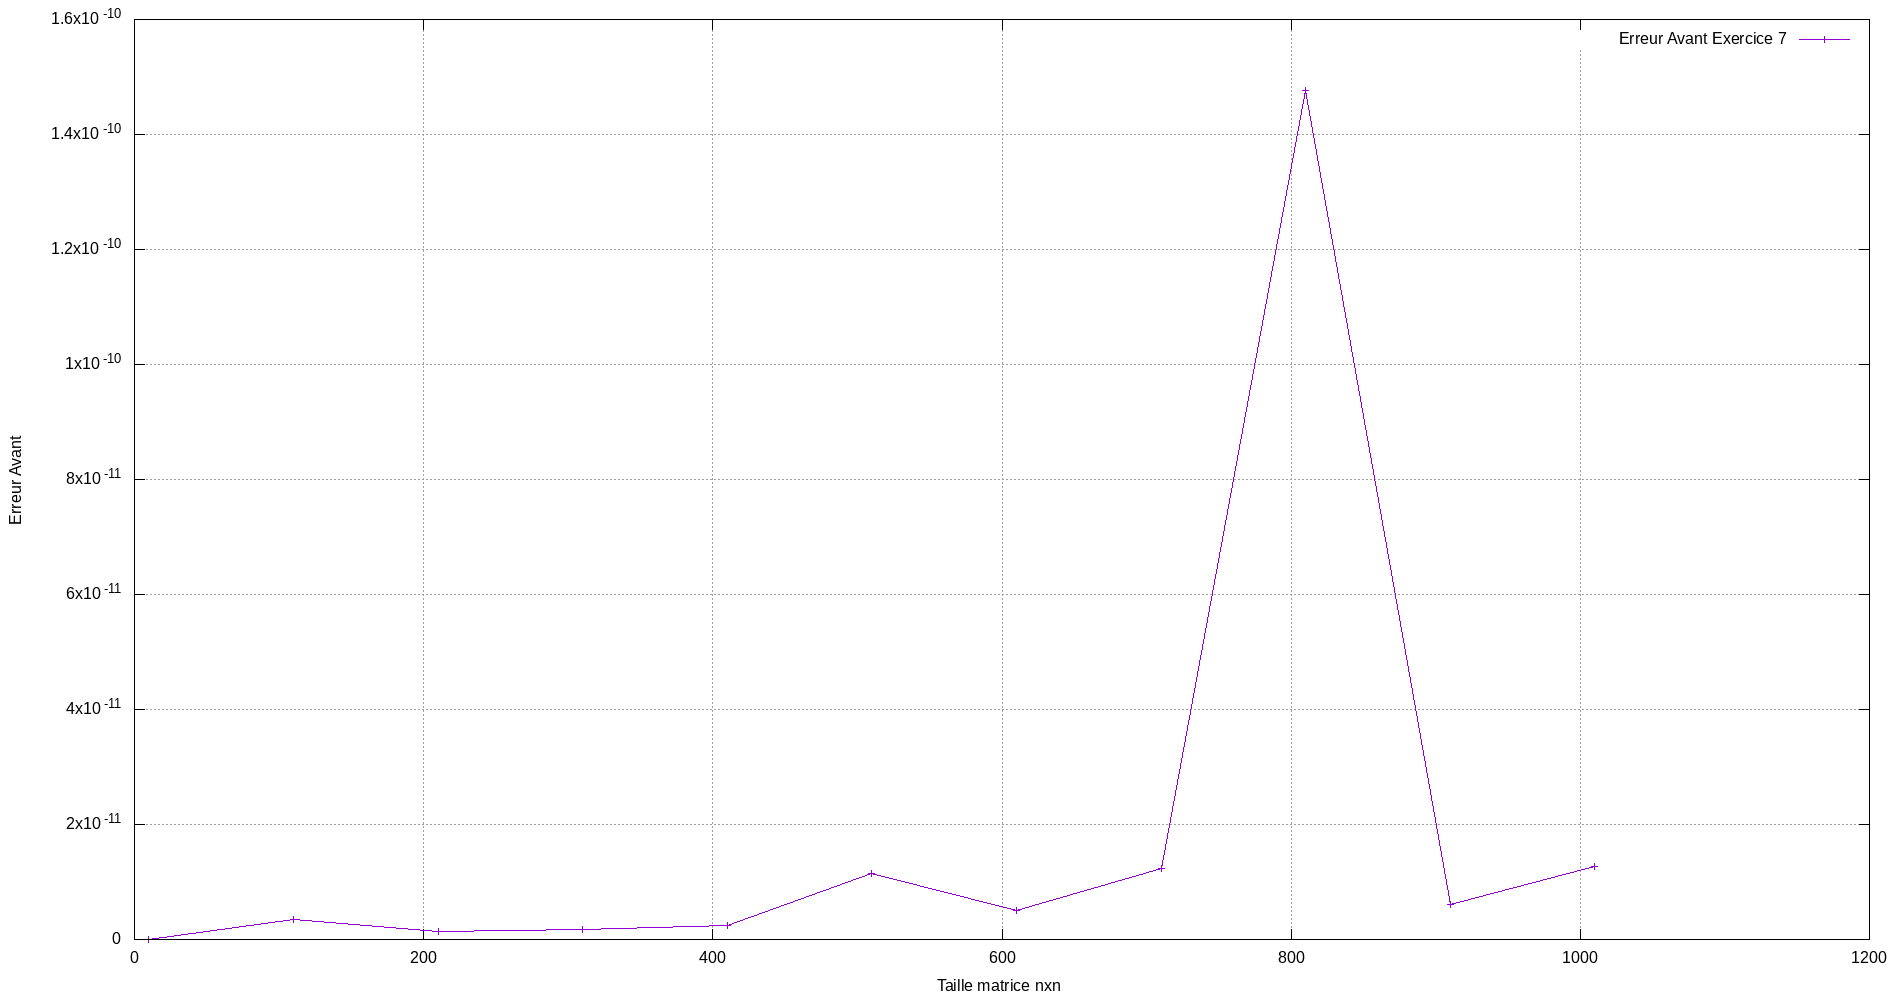 1.6x10 -10
Erreur Avant Exercice 7
1.4x10 -10
1.2x10 -10
1x10 -10
8x10 -11
6x10 -11
4x10 -11
2x10 -11
0
Erreur Avant
0 200 400 600 800 1000 1200
Taille matrice nxn